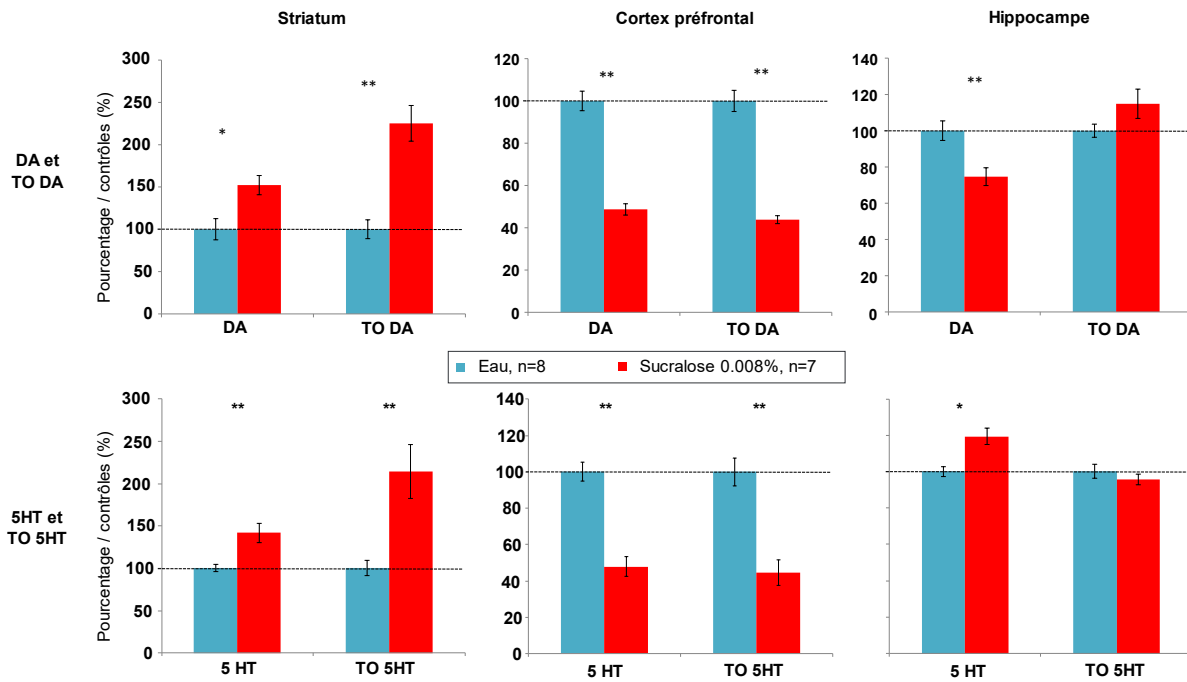 Striatum
Cortex préfrontal
Hippocampe
DA et
TO DA
Pourcentage / contrôles (%)
300
250
200
150
100
50
0
*
**
DA
TO DA
120
100
80
60
40
20
0
**
**
DA
TO DA
140
120
100
80
60
40
20
0
**
DA
TO DA
Eau, n=8
Sucralose 0.008%, n=7
5HT et
TO 5HT
Pourcentage / contrôles (%)
300
250
200
150
100
50
0
**
**
5 HT
TO 5HT
140
120
100
80
60
40
20
0
**
**
5 HT
TO 5HT
*
5 HT
TO 5HT